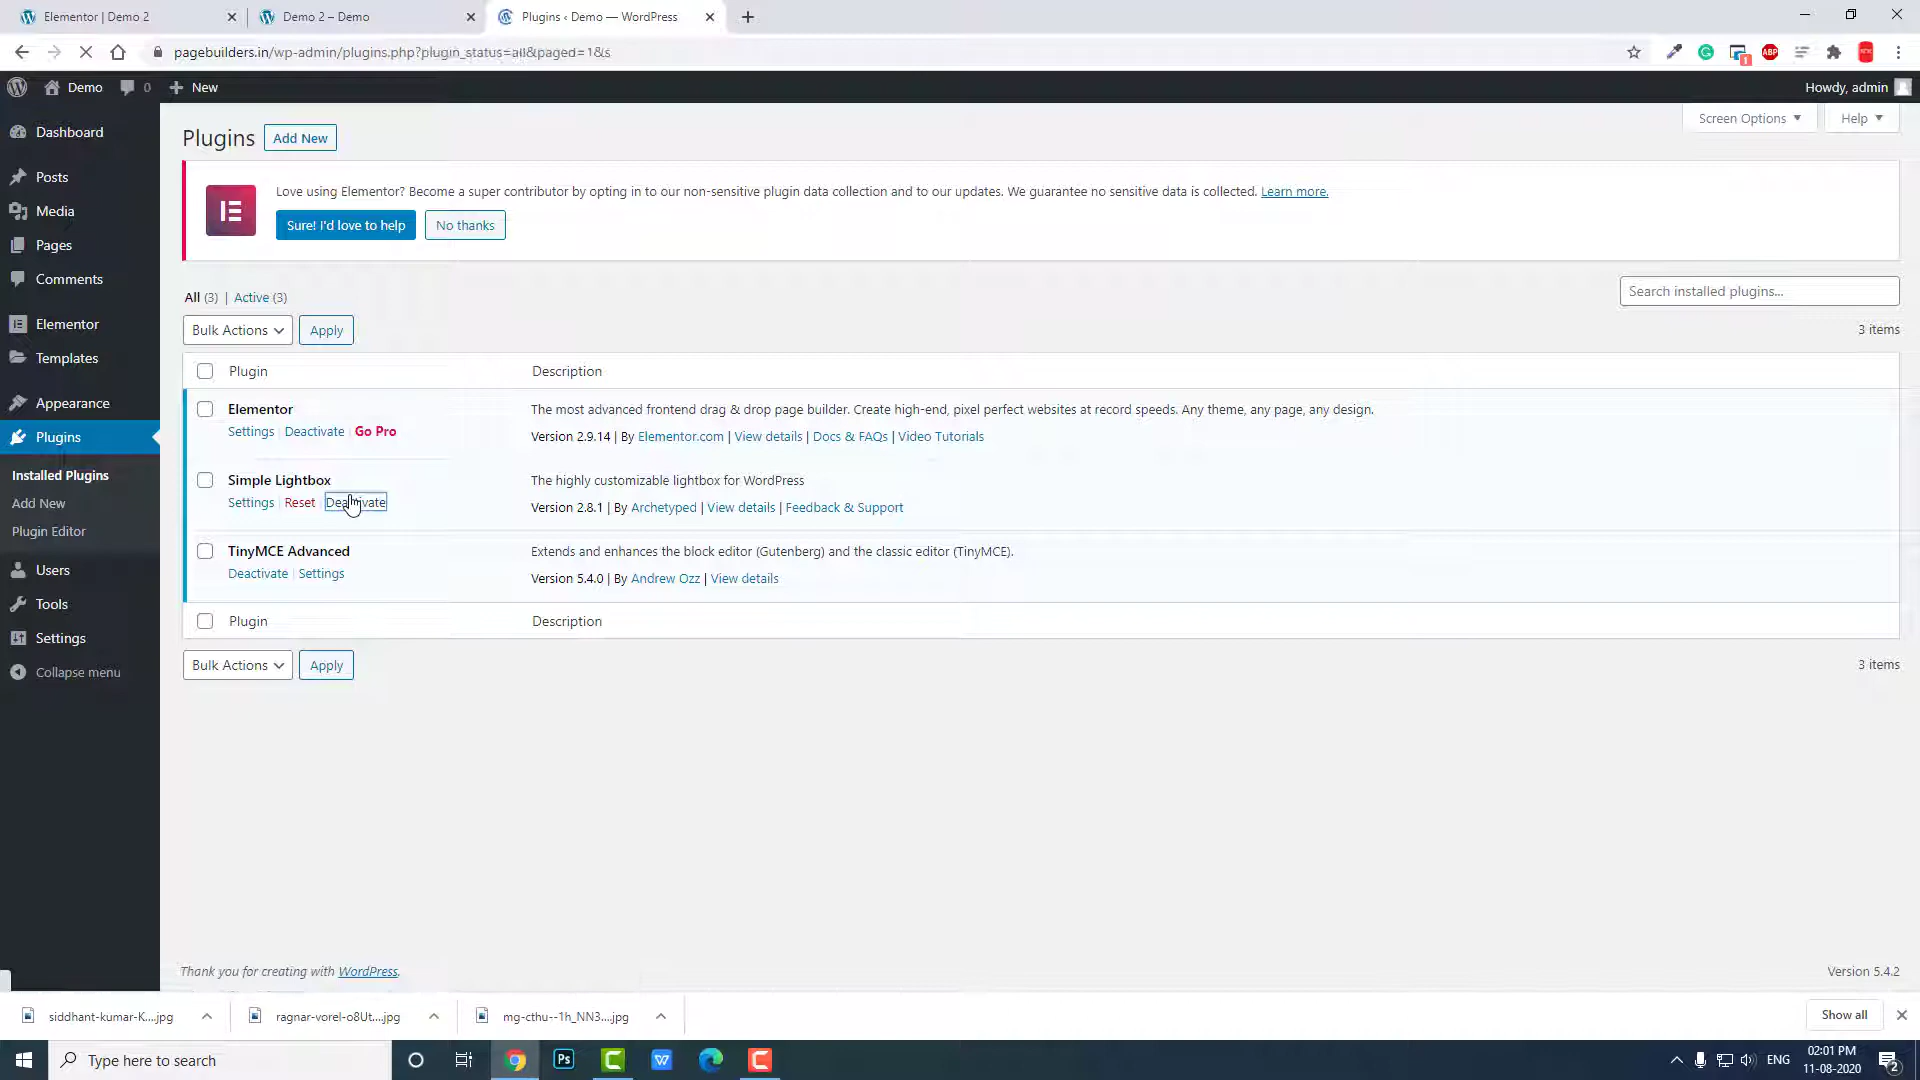 Elementor | Demo 2
Demo 2 – Demo
Plugins ‹ Demo — WordPress
pagebuilders.in/wp-admin/plugins.php?plugin_status=all&paged=1&s
ABP
1
Demo
0
New
Howdy, admin
Dashboard
Posts
Media
Pages
Comments
Elementor
Templates
Appearance
Plugins
Installed Plugins
Add New
Plugin Editor
Users
Tools
Settings
Collapse menu
Screen Options
Help
Plugins
Add New
Love using Elementor? Become a super contributor by opting in to our non-sensitive plugin data collection and to our updates. We guarantee no sensitive data is collected. Learn more.
Sure! I'd love to help
No thanks
All (3) | Active (3)
Search installed plugins...
Bulk Actions
Apply
3 items
Plugin
Description
Elementor
Settings | Deactivate | Go Pro
The most advanced frontend drag & drop page builder. Create high-end, pixel perfect websites at record speeds. Any theme, any page, any design.
Version 2.9.14 | By Elementor.com | View details | Docs & FAQs | Video Tutorials
Simple Lightbox
Settings | Reset | Deactivate
The highly customizable lightbox for WordPress
Version 2.8.1 | By Archetyped | View details | Feedback & Support
TinyMCE Advanced
Deactivate | Settings
Extends and enhances the block editor (Gutenberg) and the classic editor (TinyMCE).
Version 5.4.0 | By Andrew Ozz | View details
Plugin
Description
Bulk Actions
Apply
3 items
Thank you for creating with WordPress.
Version 5.4.2
siddhant-kumar-K....jpg
ragnar-vorel-o8Ut....jpg
mg-cthu--1h_NN3....jpg
Show all
Type here to search
Ps
ENG
02:01 PM
11-08-2020
2